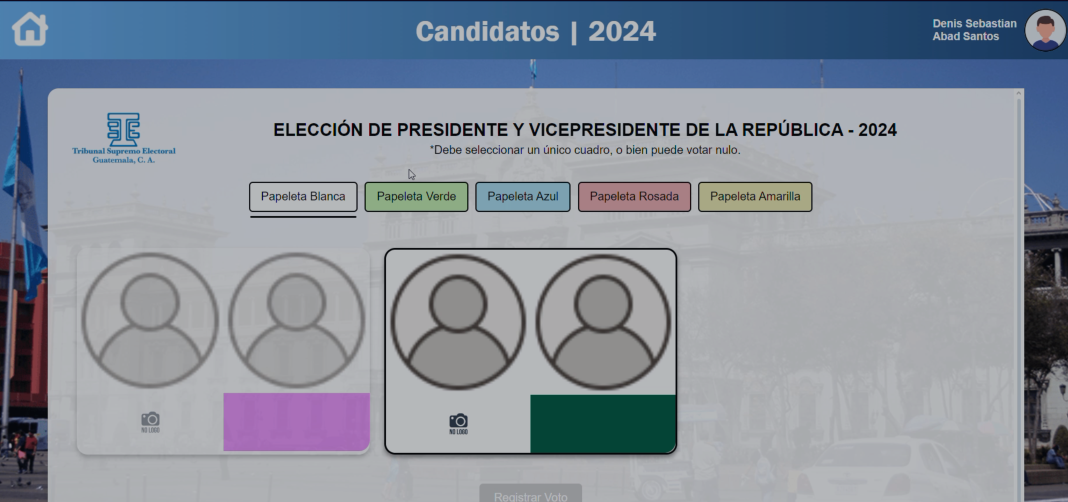 Candidatos | 2024
Denis Sebastian
Abad Santos
Tribunal Supremo Electoral
Guatemala, C. A.
ELECCIÓN DE PRESIDENTE Y VICEPRESIDENTE DE LA REPÚBLICA - 2024
*Debe seleccionar un único cuadro, o bien puede votar nulo.
Papeleta Blanca
Papeleta Verde
Papeleta Azul
Papeleta Rosada
Papeleta Amarilla
NO LOGO
NO LOGO
Registrar Voto